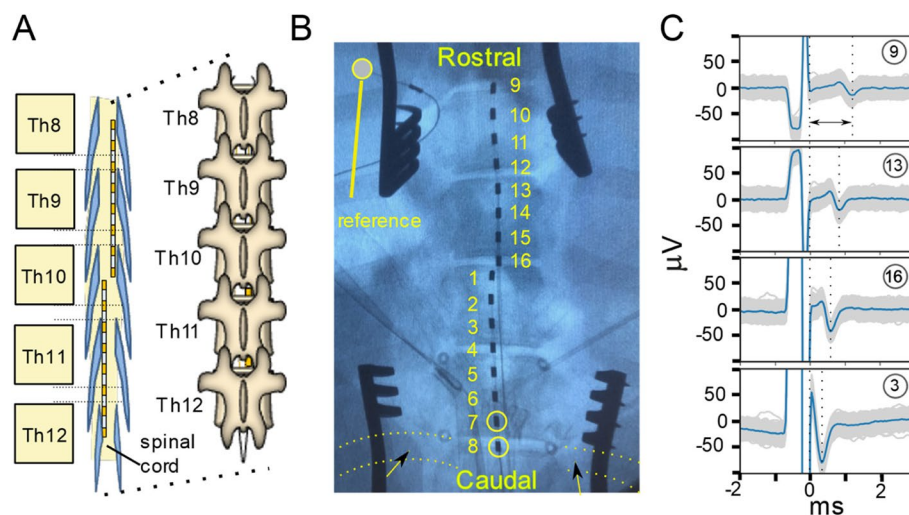 A
Th8
Th9
Th10
Th11
Th12
spinal
cord
Th8
Th9
Th10
Th11
Th12
B
Rostral
9
10
11
12
13
14
15
16
1
2
3
4
5
6
7
8
reference
Caudal
C
μV
9
50
0
-50
13
50
0
-50
16
50
0
-50
3
50
0
-50
-2
0
2
ms